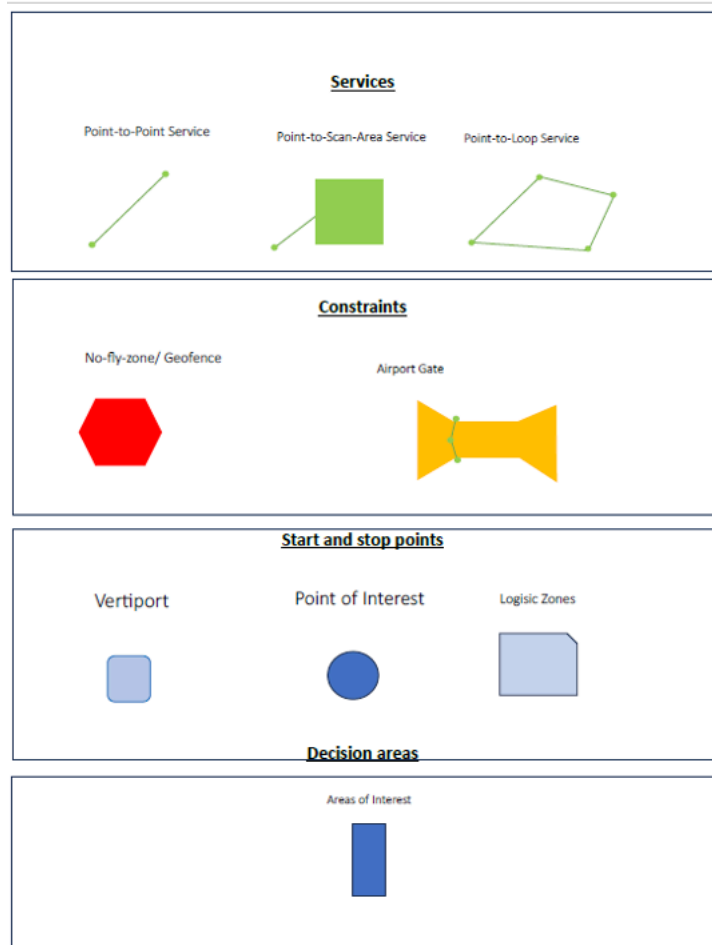 Services
Point-to-Point Service
Point-to-Scan-Area Service
Point-to-Loop Service
Constraints
No-fly-zone/ Geofence
Airport Gate
Start and stop points
Vertiport
Point of Interest
Logisic Zones
Decision areas
Areas of Interest